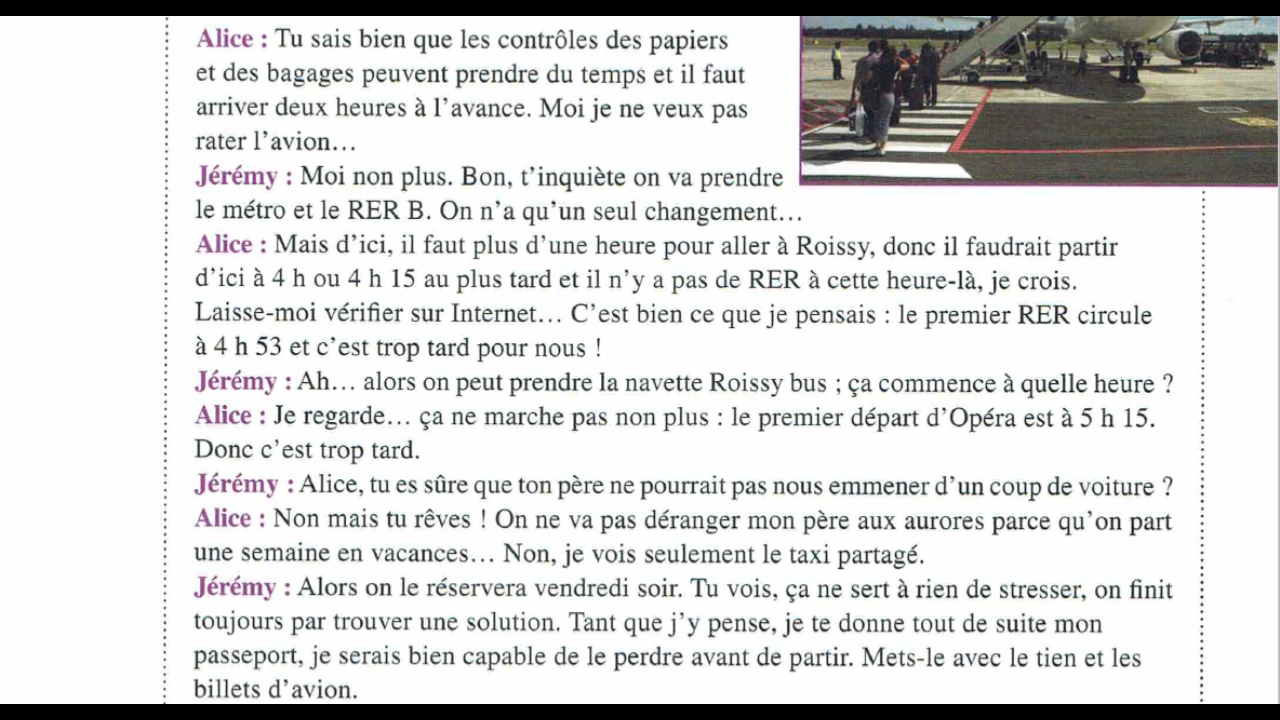 Alice : Tu sais bien que les contrôles des papiers
et des bagages peuvent prendre du temps et il faut
arriver deux heures à l'avance. Moi je ne veux pas
rater l'avion…
Jérémy : Moi non plus. Bon, t'inquiète on va prendre
le métro et le RER B. On n'a qu'un seul changement…
Alice : Mais d'ici, il faut plus d'une heure pour aller à Roissy, donc il faudrait partir
d'ici à 4 h ou 4 h 15 au plus tard et il n'y a pas de RER à cette heure-là, je crois.
Laisse-moi vérifier sur Internet… C'est bien ce que je pensais : le premier RER circule
à 4 h 53 et c'est trop tard pour nous !
Jérémy : Ah… alors on peut prendre la navette Roissy bus ; ça commence à quelle heure ?
Alice : Je regarde… ça ne marche pas non plus : le premier départ d'Opéra est à 5 h 15.
Donc c'est trop tard.
Jérémy : Alice, tu es sûre que ton père ne pourrait pas nous emmener d'un coup de voiture ?
Alice : Non mais tu rêves ! On ne va pas déranger mon père aux aurores parce qu'on part
une semaine en vacances… Non, je vois seulement le taxi partagé.
Jérémy : Alors on le réservera vendredi soir. Tu vois, ça ne sert à rien de stresser, on finit
toujours par trouver une solution. Tant que j'y pense, je te donne tout de suite mon
passeport, je serais bien capable de le perdre avant de partir. Mets-le avec le tien et les
billets d'avion.